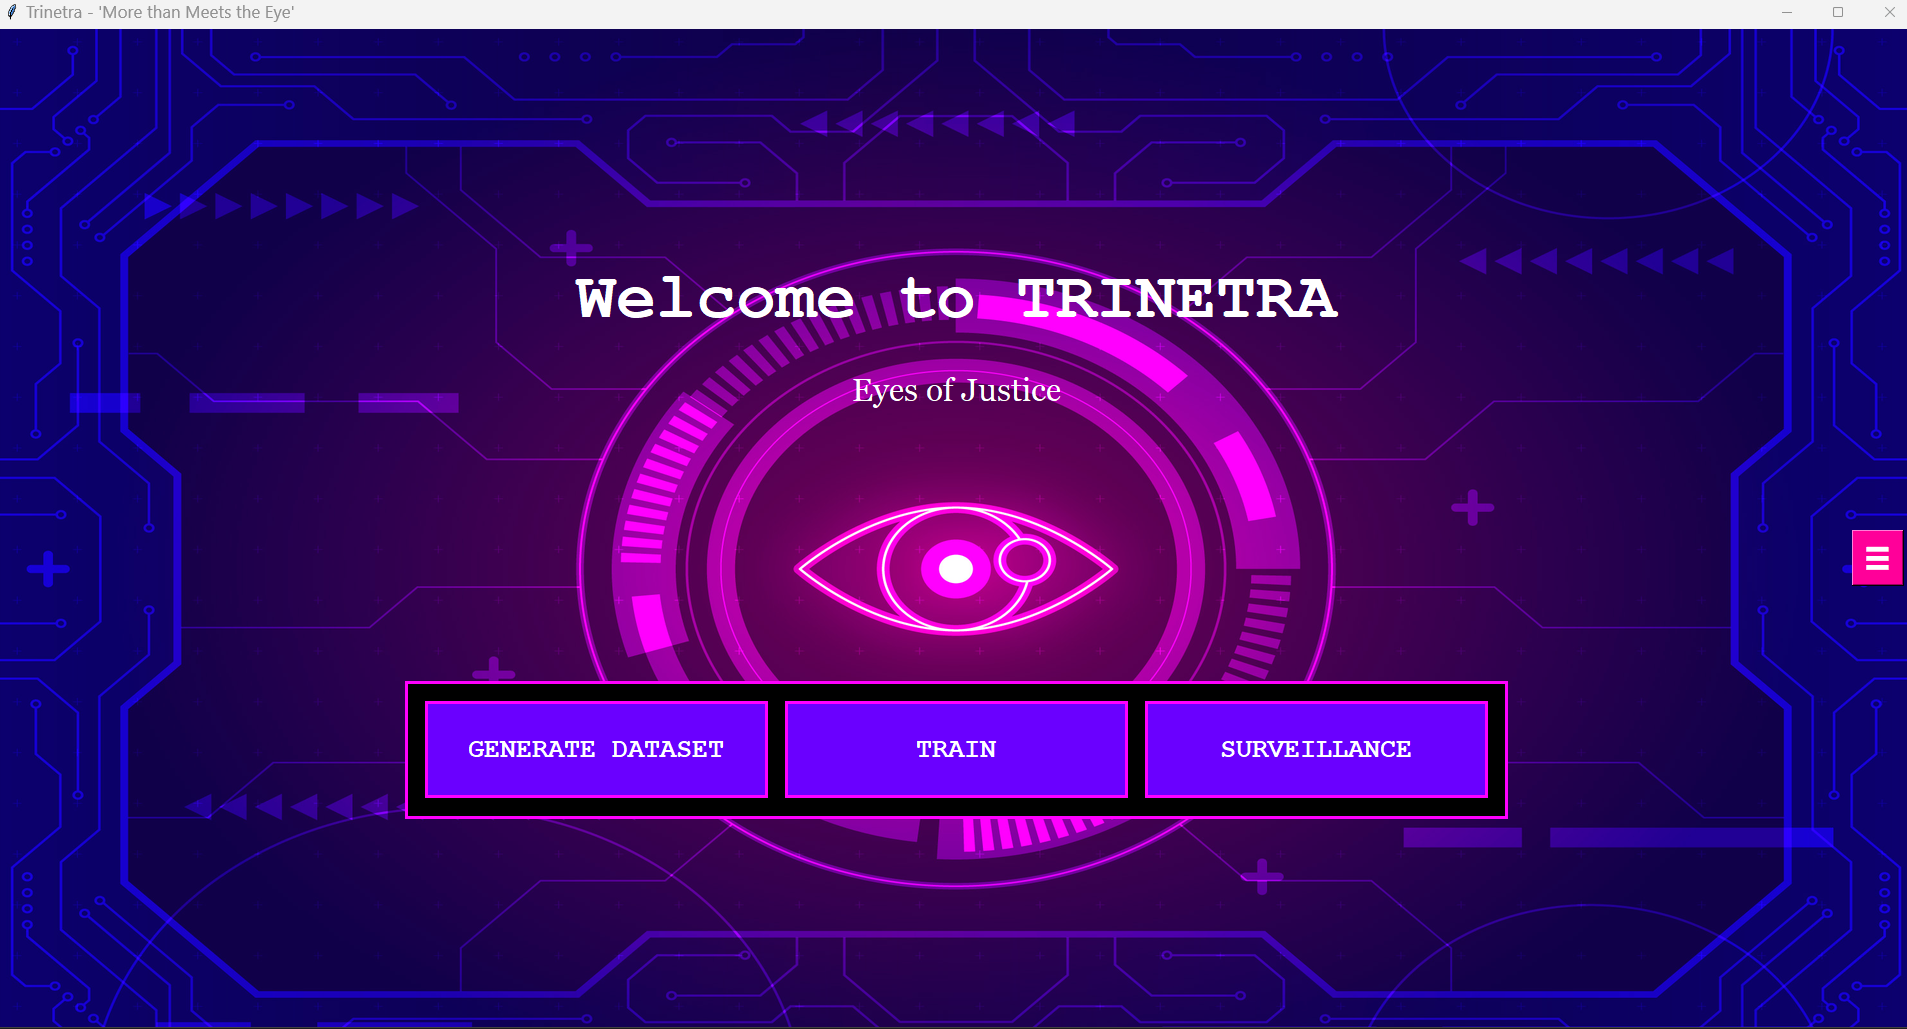 Trinetra - 'More than Meets the Eye'
Welcome to TRINETRA
Eyes of Justice
GENERATE DATASET
TRAIN
SURVEILLANCE